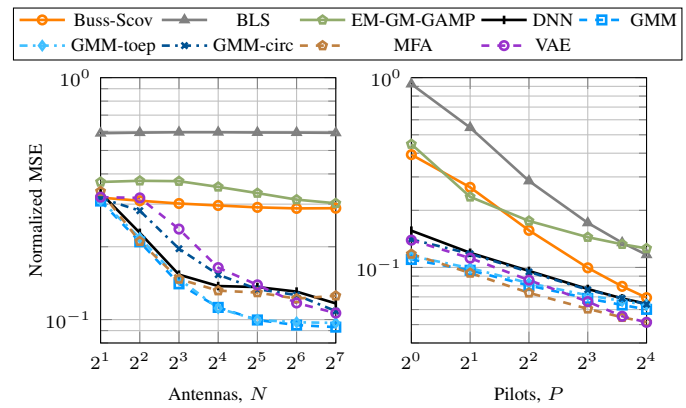 Buss-Scov BLS EM-GM-GAMP DNN GMM
GMM-toep GMM-circ MFA VAE
Normalized MSE
10^0
10^{-1}
2^1 2^2 2^3 2^4 2^5 2^6 2^7
Antennas, N
10^0
10^{-1}
2^0 2^1 2^2 2^3 2^4
Pilots, P